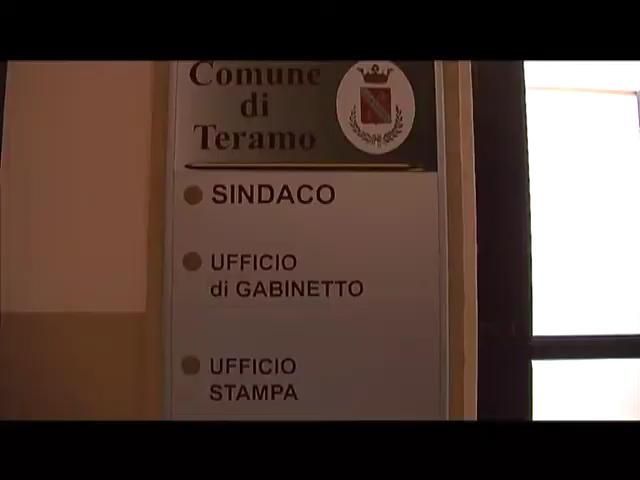 Comune
di
Teramo
SINDACO
UFFICIO
di GABINETTO
UFFICIO
STAMPA